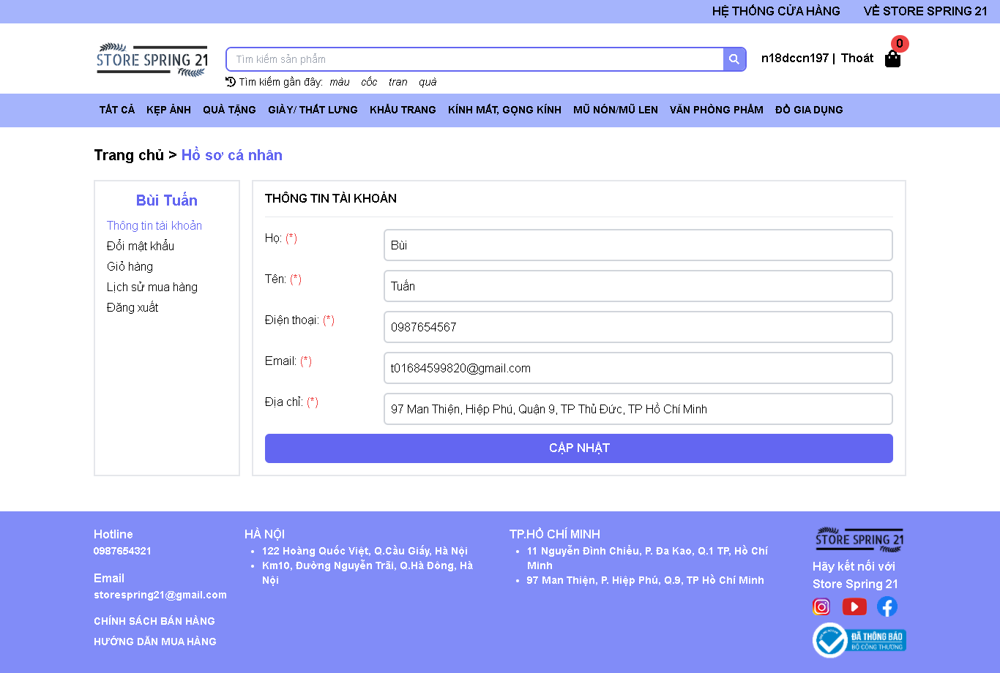 HỆ THỐNG CỬA HÀNG VỀ STORE SPRING 21
STORE SPRING 21
Tìm kiếm sản phẩm
n18dccn197 | Thoát
0
Tìm kiếm gần đây: màu cốc tran quà
TẤT CẢ KẸP ẢNH QUÀ TẶNG GIÀY/ THẮT LƯNG KHẨU TRANG KÍNH MẮT, GỌNG KÍNH MŨ NÓN/MŨ LEN VĂN PHÒNG PHẨM ĐỒ GIA DỤNG
Trang chủ > Hồ sơ cá nhân
Bùi Tuấn
Thông tin tài khoản
Đổi mật khẩu
Giỏ hàng
Lịch sử mua hàng
Đăng xuất
THÔNG TIN TÀI KHOẢN
Họ: (*) Bùi
Tên: (*) Tuấn
Điện thoại: (*) 0987654567
Email: (*) t01684599820@gmail.com
Địa chỉ: (*) 97 Man Thiện, Hiệp Phú, Quận 9, TP Thủ Đức, TP Hồ Chí Minh
CẬP NHẬT
Hotline
0987654321
Email
storespring21@gmail.com
CHÍNH SÁCH BÁN HÀNG
HƯỚNG DẪN MUA HÀNG
HÀ NỘI
122 Hoàng Quốc Việt, Q.Cầu Giấy, Hà Nội
Km10, Đường Nguyễn Trãi, Q.Hà Đông, Hà
Nội
TP.HỒ CHÍ MINH
11 Nguyễn Đình Chiểu, P. Đa Kao, Q.1 TP, Hồ Chí
Minh
97 Man Thiện, P. Hiệp Phú, Q.9, TP Hồ Chí Minh
STORE SPRING 21
Hãy kết nối với
Store Spring 21
ĐÃ THÔNG BÁO
BỘ CÔNG THƯƠNG